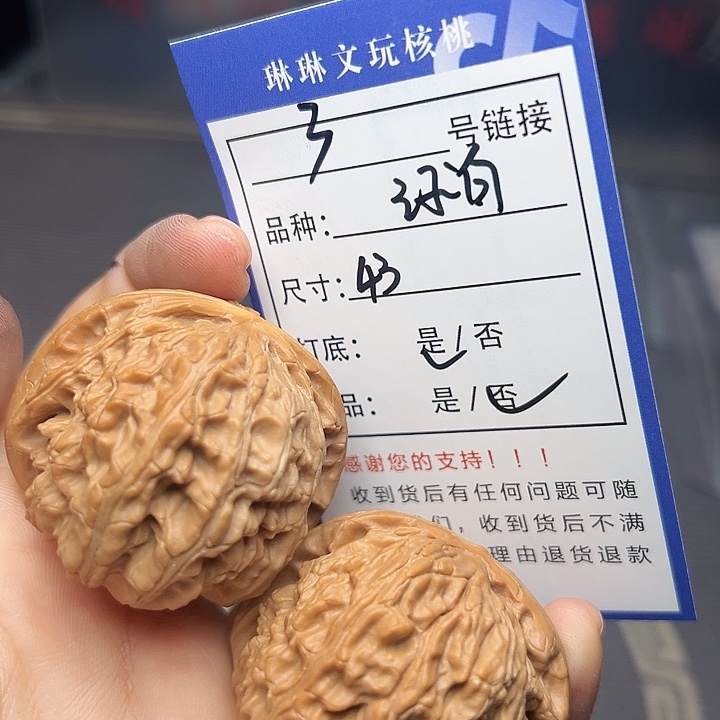 琳琳文玩核桃
3 号链接
品种：
尺寸：43
打底： 是/否
品： 是/否
感谢您的支持！！！
收到货后有任何问题可随
们，收到货后不满
理由退货退款